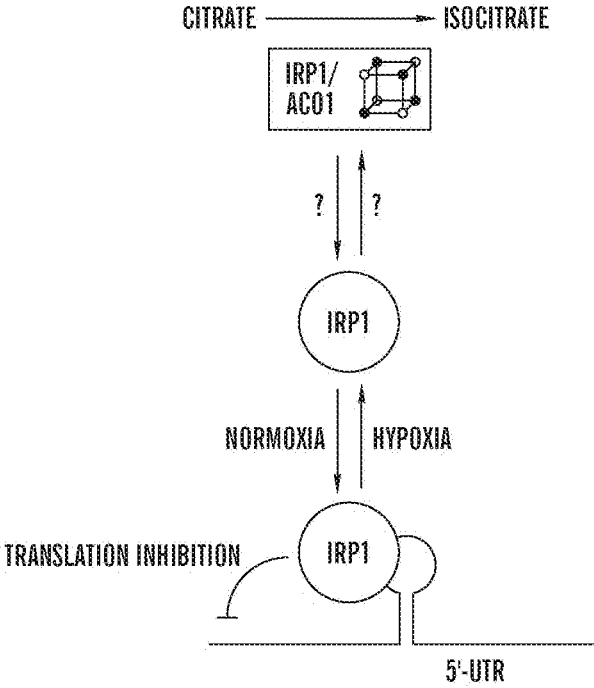 CITRATE ISOCITRATE
IRP1/
ACO1
? ?
IRP1
NORMOXIA HYPOXIA
IRP1
TRANSLATION INHIBITION
5'-UTR